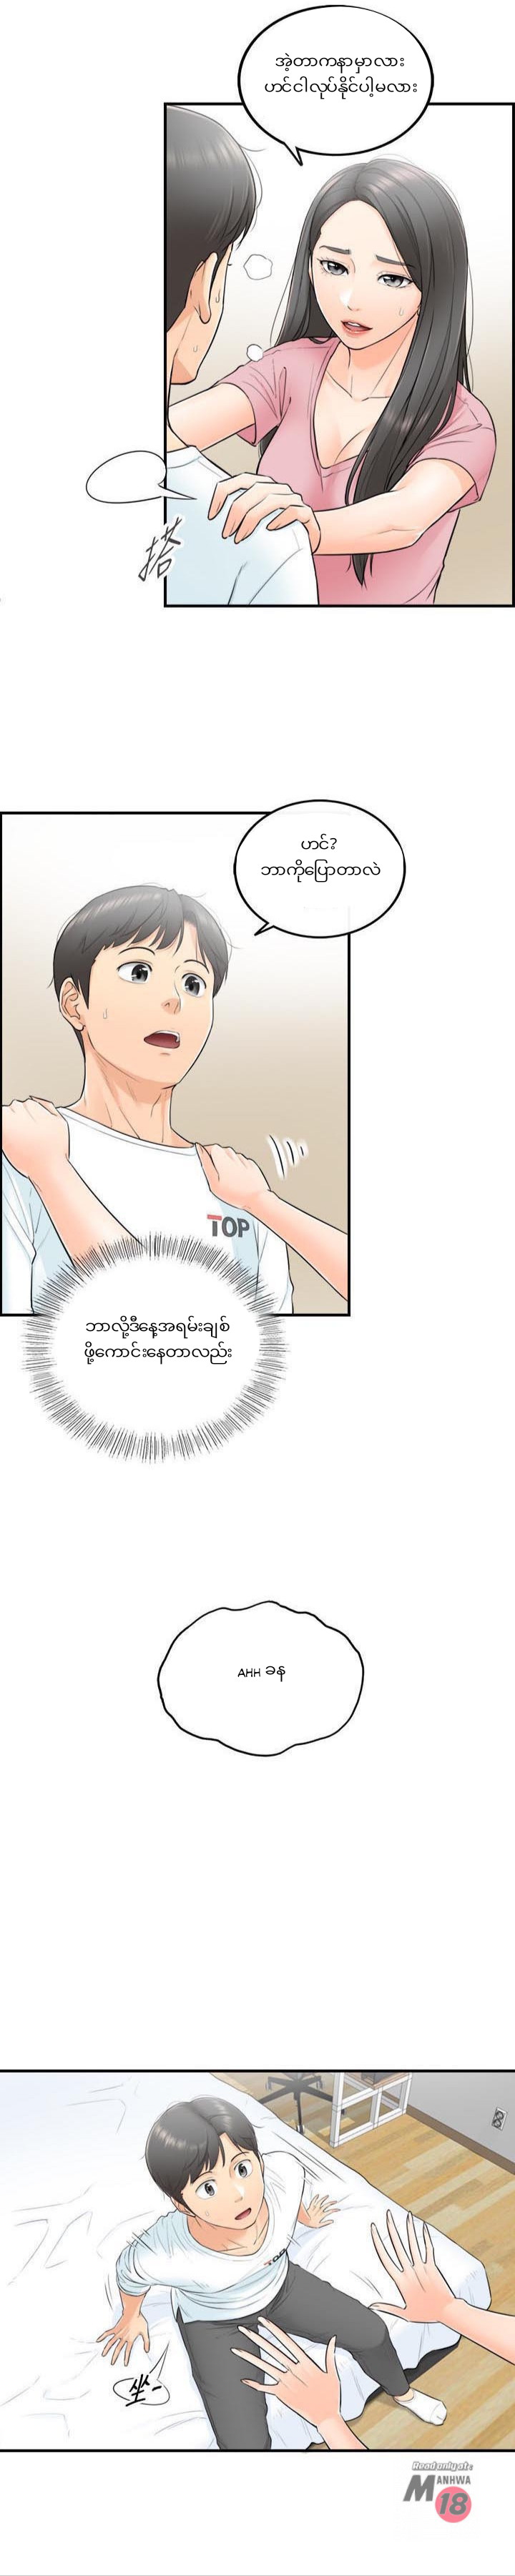 အဲ့တာကနာမှာလား
ဟင်ငါလုပ်နိုင်ပါ့မလား
搭
ဟင်?
ဘာကိုပြောတာလဲ
TOP
ဘာလို့ဒီနေ့အရမ်းချစ်
ဖို့ကောင်းနေတာလည်း
AHH ခန
TOP
坐-
Read only at:
MANHWA
18